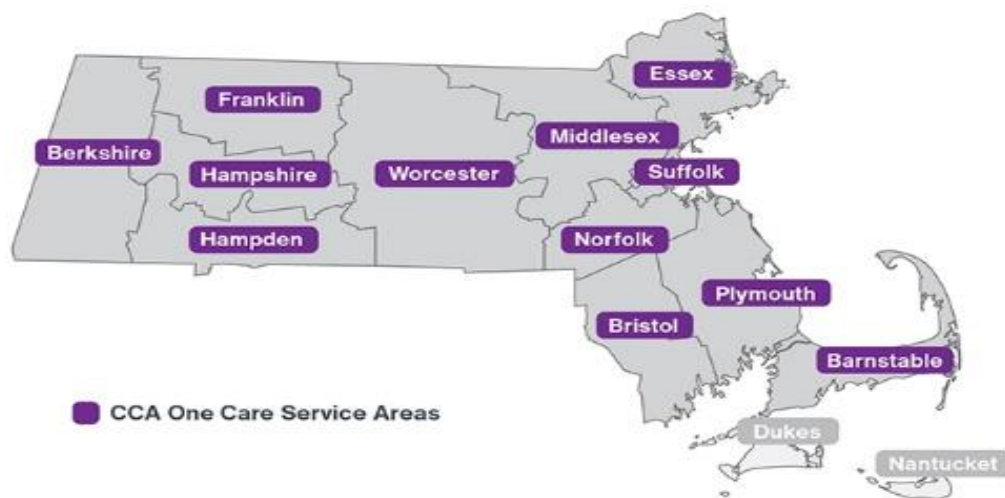 Essex
Franklin
Middlesex
Berkshire
Hampshire
Worcester
Suffolk
Hampden
Norfolk
Plymouth
Bristol
Barnstable
CCA One Care Service Areas
Dukes
Nantucket